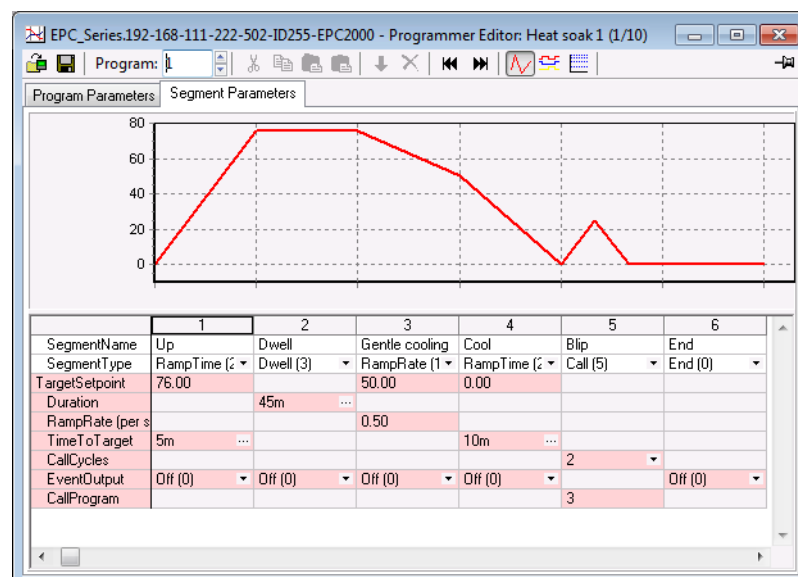 EPC_Series.192-168-111-222-502-ID255-EPC2000 - Programmer Editor: Heat soak 1 (1/10)
Program: 1
Program Parameters Segment Parameters
80
60
40
20
0
1 2 3 4 5 6
SegmentName Up Dwell Gentle cooling Cool Blip End
SegmentType RampTime (2 Dwell (3) RampRate (1 RampTime (2 Call (5) End (0)
TargetSetpoint 76.00 50.00 0.00
Duration 45m ...
RampRate (per s 0.50
TimeToTarget 5m ... 10m ...
CallCycles 2
EventOutput Off (0) Off (0) Off (0) Off (0) Off (0)
CallProgram 3